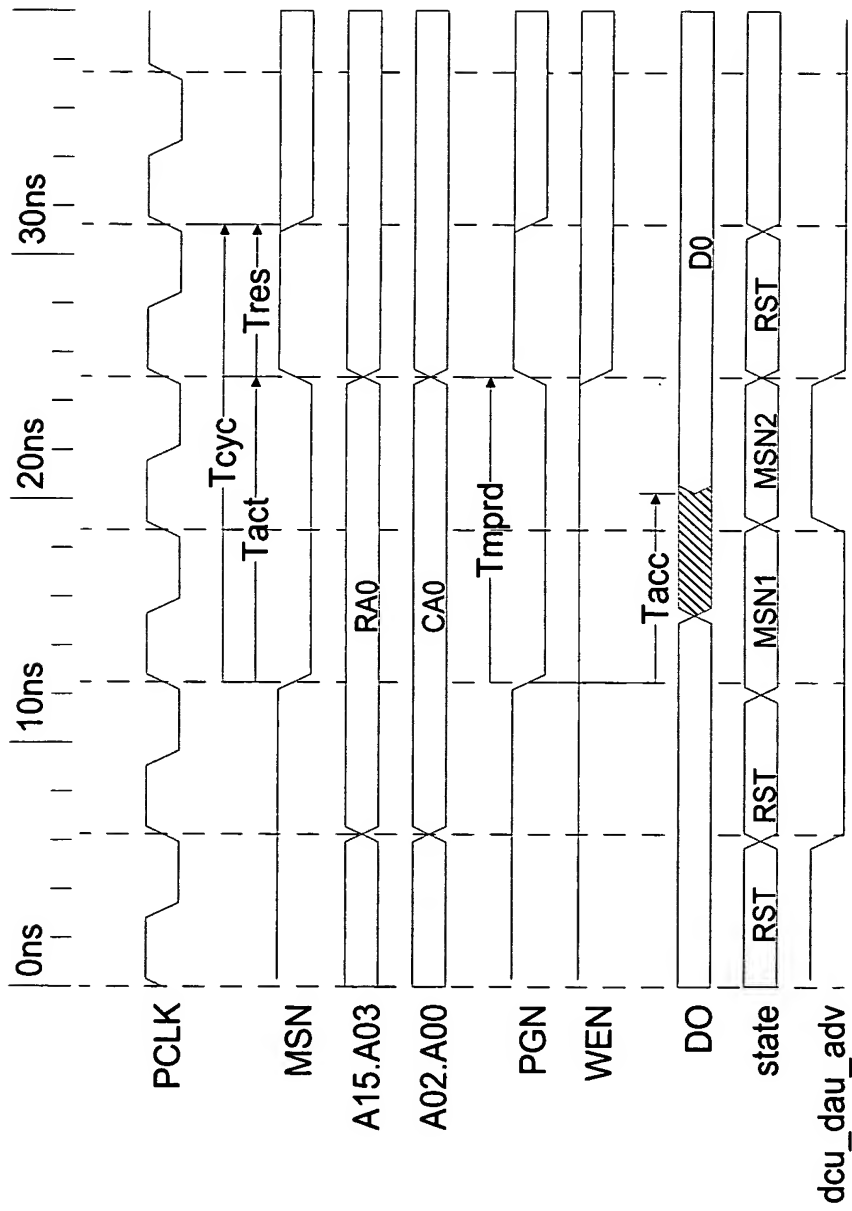 0ns
10ns
20ns
30ns
PCLK
Tcyc
Tact
Tres
MSN
A15.A03
RA0
A02.A00
CA0
PGN
Tmprd
WEN
Tacc
DO
D0
state
RST
RST
MSN1
MSN2
RST
dcu_dau_adv